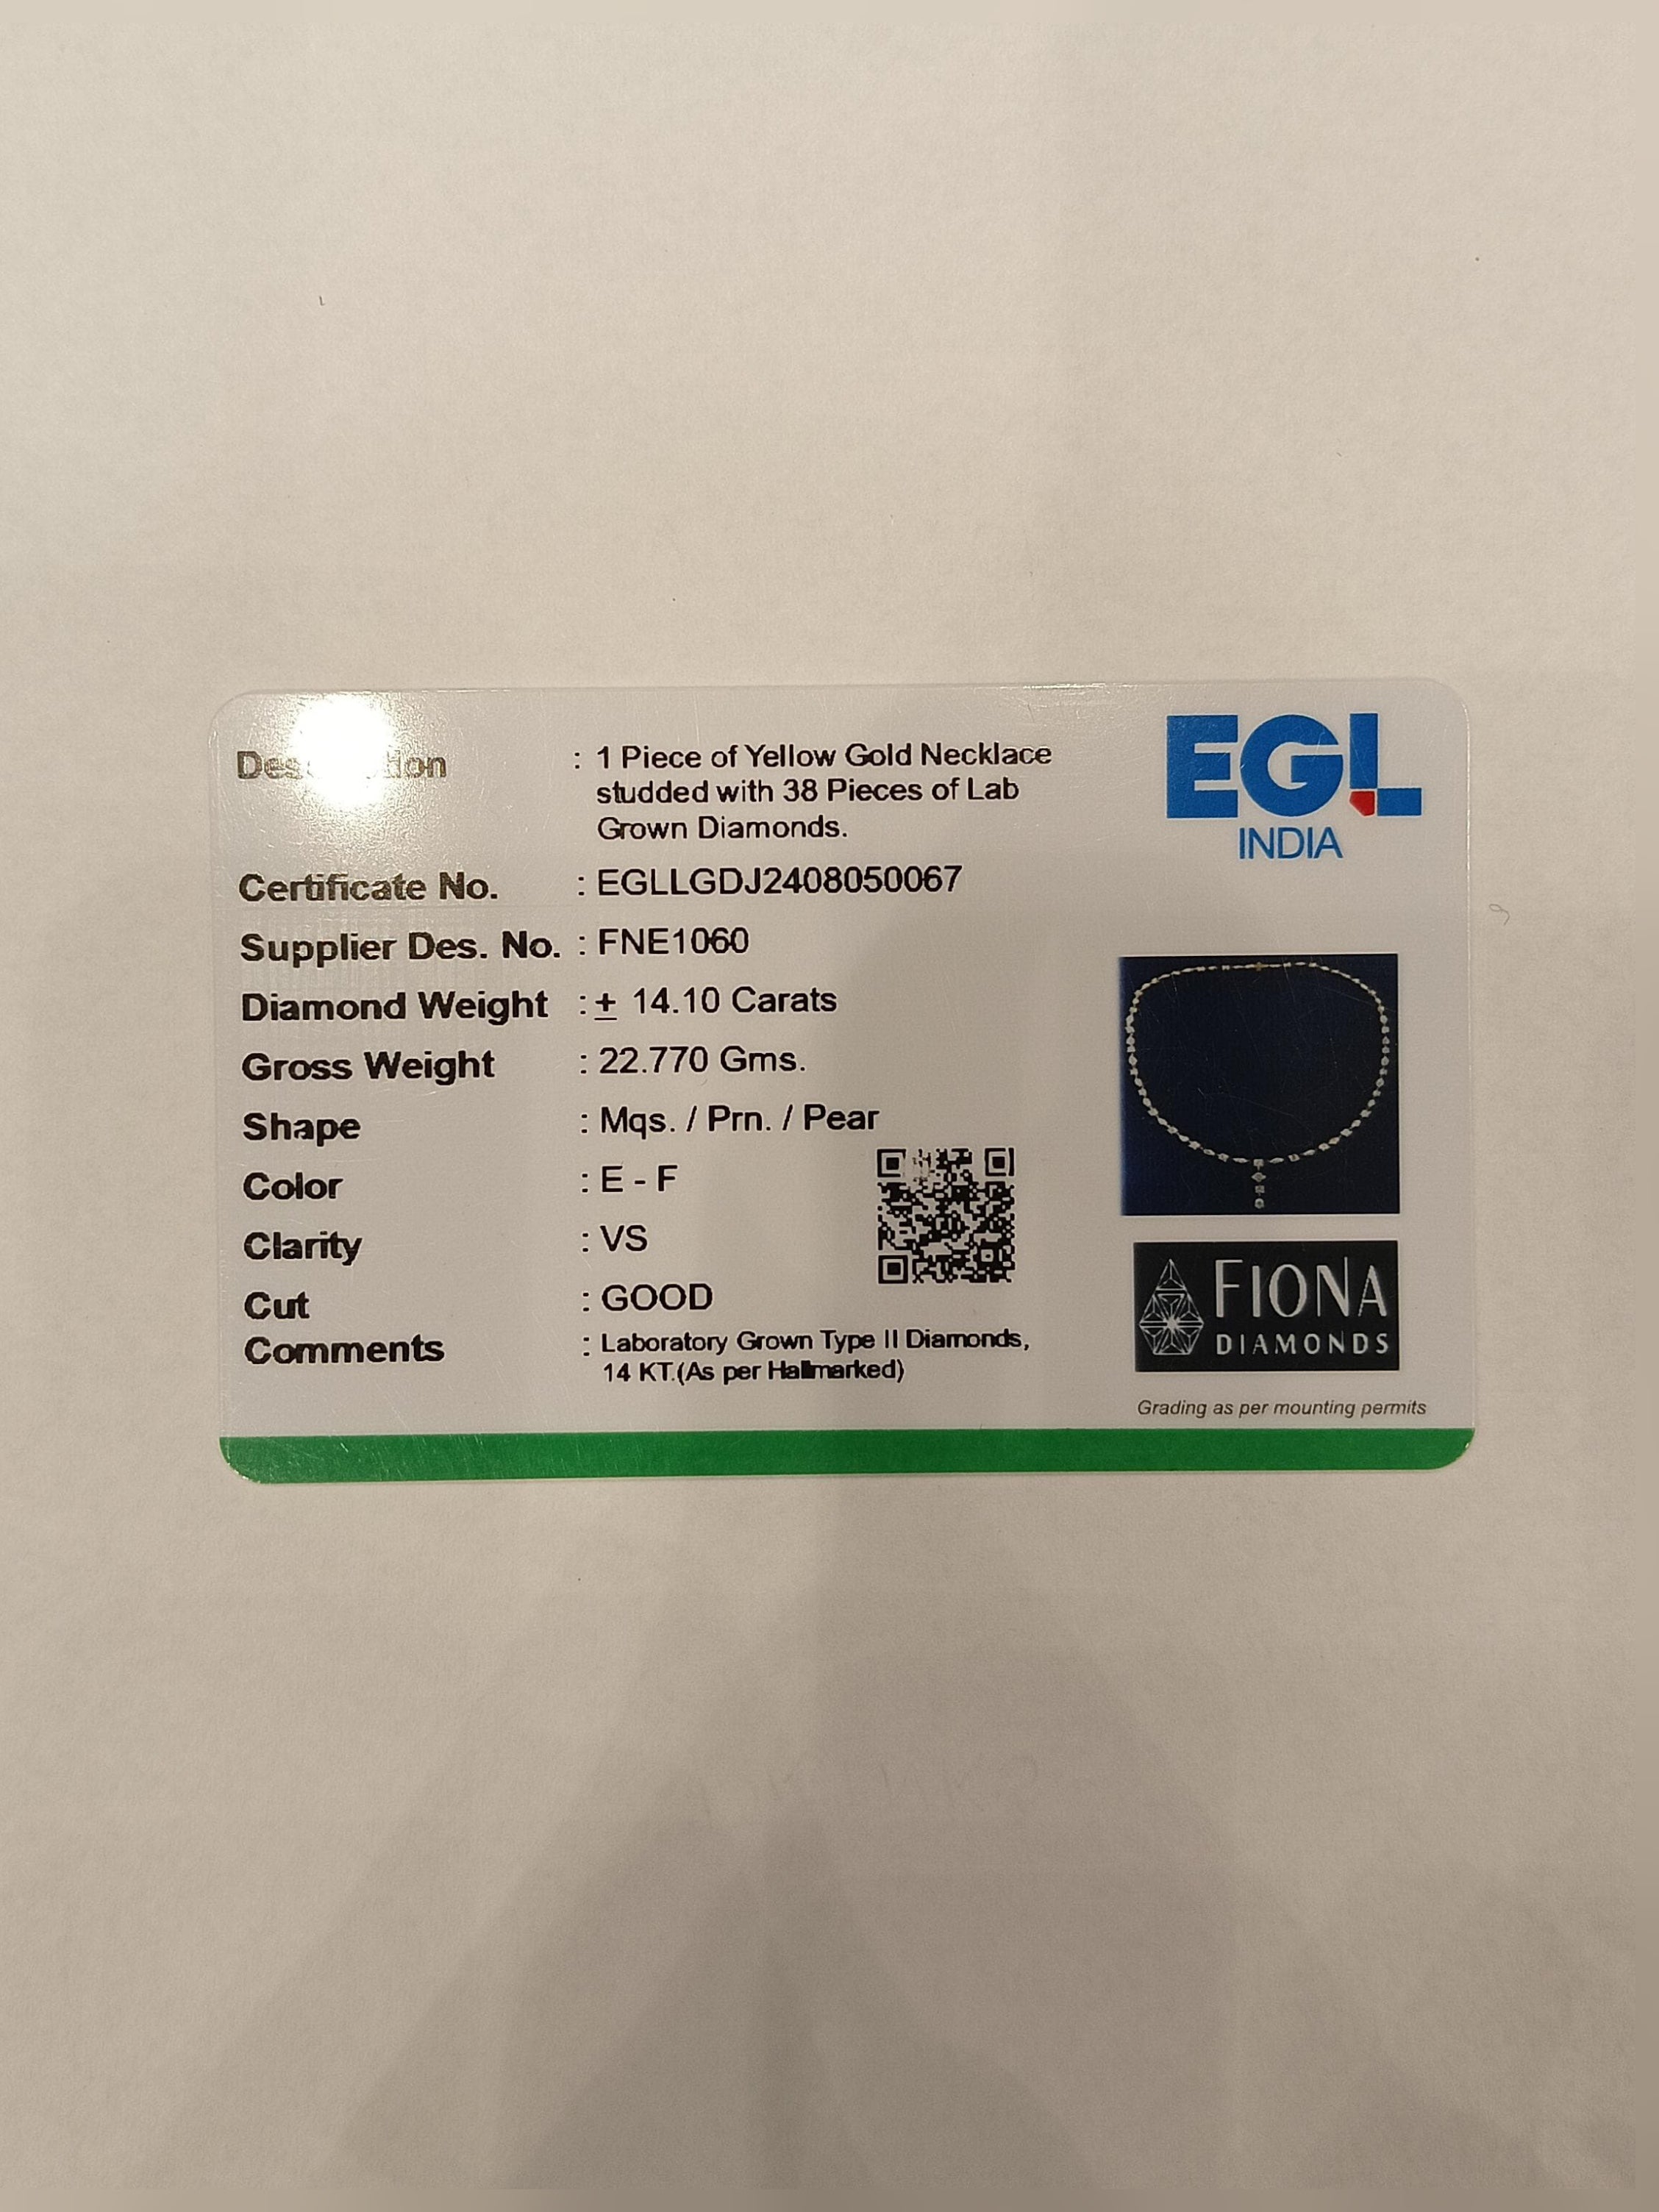 : 1 Piece of Yellow Gold Necklace
studded with 38 Pieces of Lab
Grown Diamonds.
Certificate No. : EGLLGDJ2408050067
Supplier Des. No. : FNE1060
Diamond Weight : ± 14.10 Carats
Gross Weight : 22.770 Gms.
Shape : Mqs. / Prn. / Pear
Color : E - F
Clarity : VS
Cut : GOOD
Comments : Laboratory Grown Type II Diamonds,
14 KT.(As per Hallmarked)
EGL
INDIA
FIONA
DIAMONDS
Grading as per mounting permits